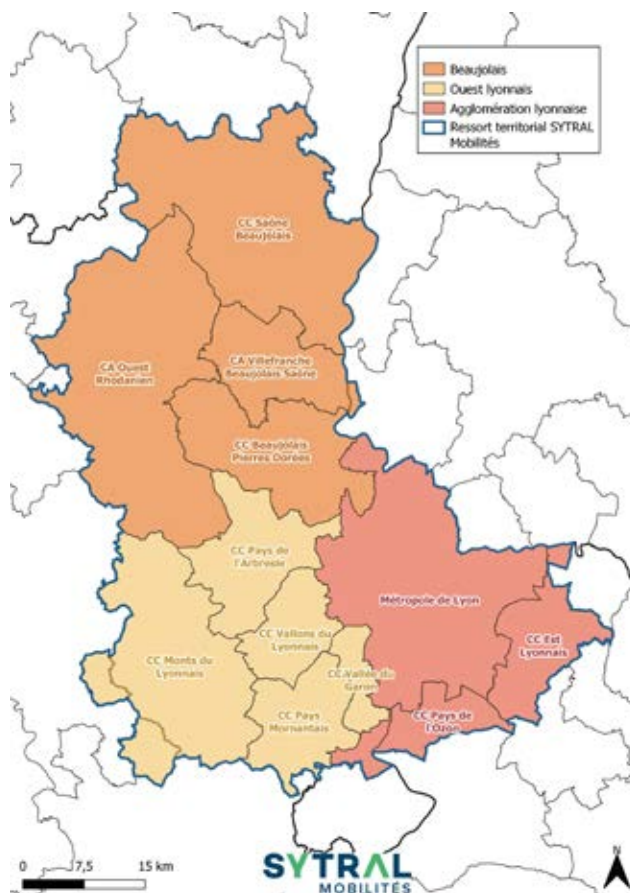 Beaujolais
Ouest lyonnais
Agglomération lyonnaise
Ressort territorial SYTRAL
Mobilités
CC Saône
Beaujolais
CA Ouest
Rhodanien
CA Villefranche
Beaujolais Saône
CC Beaujolais
Pierres Dorées
CC Pays de
l'Arbresle
Métropole de Lyon
CC Vallons du
Lyonnais
CC Est
Lyonnais
CC Monts du
Lyonnais
CC Vallée du
Garon
CC Pays
Mornantais
CC Pays de
l'Ozon
N
0 7,5 15 km
SYTRAL
MOBILITÉS